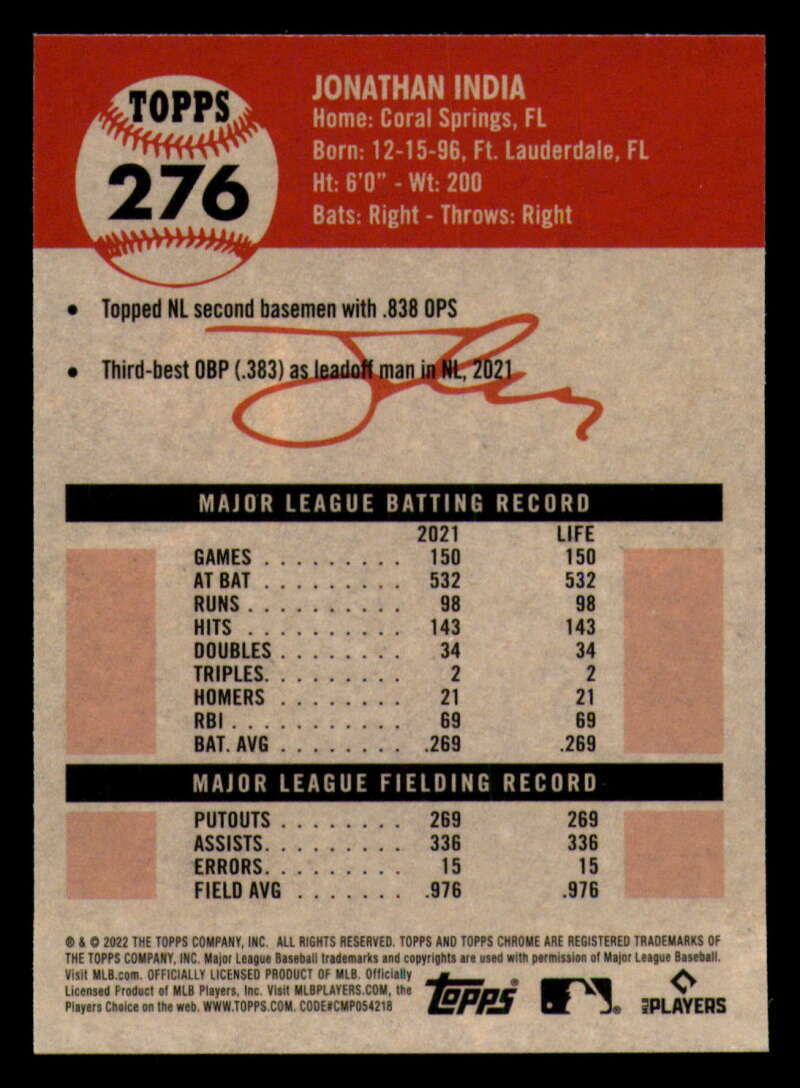 TOPPS
276
JONATHAN INDIA
Home: Coral Springs, FL
Born: 12-15-96, Ft. Lauderdale, FL
Ht: 6'0" - Wt: 200
Bats: Right - Throws: Right
• Topped NL second basemen with .838 OPS
• Third-best OBP (.383) as leadoff man in NL, 2021
MAJOR LEAGUE BATTING RECORD
2021 LIFE
GAMES . . . . . . . . . 150 150
AT BAT . . . . . . . . . 532 532
RUNS . . . . . . . . . . 98 98
HITS . . . . . . . . . . 143 143
DOUBLES . . . . . . . . 34 34
TRIPLES. . . . . . . . . 2 2
HOMERS . . . . . . . . 21 21
RBI . . . . . . . . . . . 69 69
BAT. AVG . . . . . . . . .269 .269
MAJOR LEAGUE FIELDING RECORD
PUTOUTS . . . . . . . . 269 269
ASSISTS. . . . . . . . . 336 336
ERRORS. . . . . . . . . 15 15
FIELD AVG . . . . . . . .976 .976
® & © 2022 THE TOPPS COMPANY, INC. ALL RIGHTS RESERVED. TOPPS AND TOPPS CHROME ARE REGISTERED TRADEMARKS OF
THE TOPPS COMPANY, INC. Major League Baseball trademarks and copyrights are used with permission of Major League Baseball.
Visit MLB.com. OFFICIALLY LICENSED PRODUCT OF MLB. Officially
Licensed Product of MLB Players, Inc. Visit MLBPLAYERS.COM, the
Players Choice on the web. WWW.TOPPS.COM. CODE#CMP054218
topps®
MLB PLAYERS